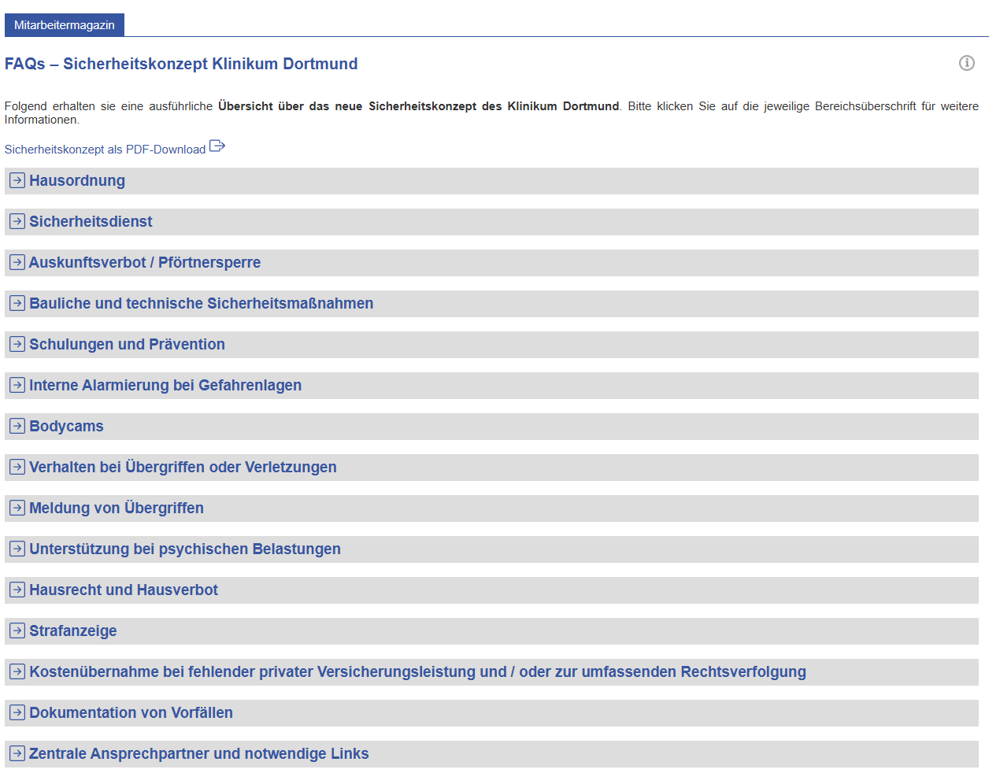 Mitarbeitermagazin
FAQs – Sicherheitskonzept Klinikum Dortmund
Folgend erhalten sie eine ausführliche Übersicht über das neue Sicherheitskonzept des Klinikum Dortmund. Bitte klicken Sie auf die jeweilige Bereichsüberschrift für weitere
Informationen.
Sicherheitskonzept als PDF-Download
Hausordnung
Sicherheitsdienst
Auskunftsverbot / Pförtnersperre
Bauliche und technische Sicherheitsmaßnahmen
Schulungen und Prävention
Interne Alarmierung bei Gefahrenlagen
Bodycams
Verhalten bei Übergriffen oder Verletzungen
Meldung von Übergriffen
Unterstützung bei psychischen Belastungen
Hausrecht und Hausverbot
Strafanzeige
Kostenübernahme bei fehlender privater Versicherungsleistung und / oder zur umfassenden Rechtsverfolgung
Dokumentation von Vorfällen
Zentrale Ansprechpartner und notwendige Links